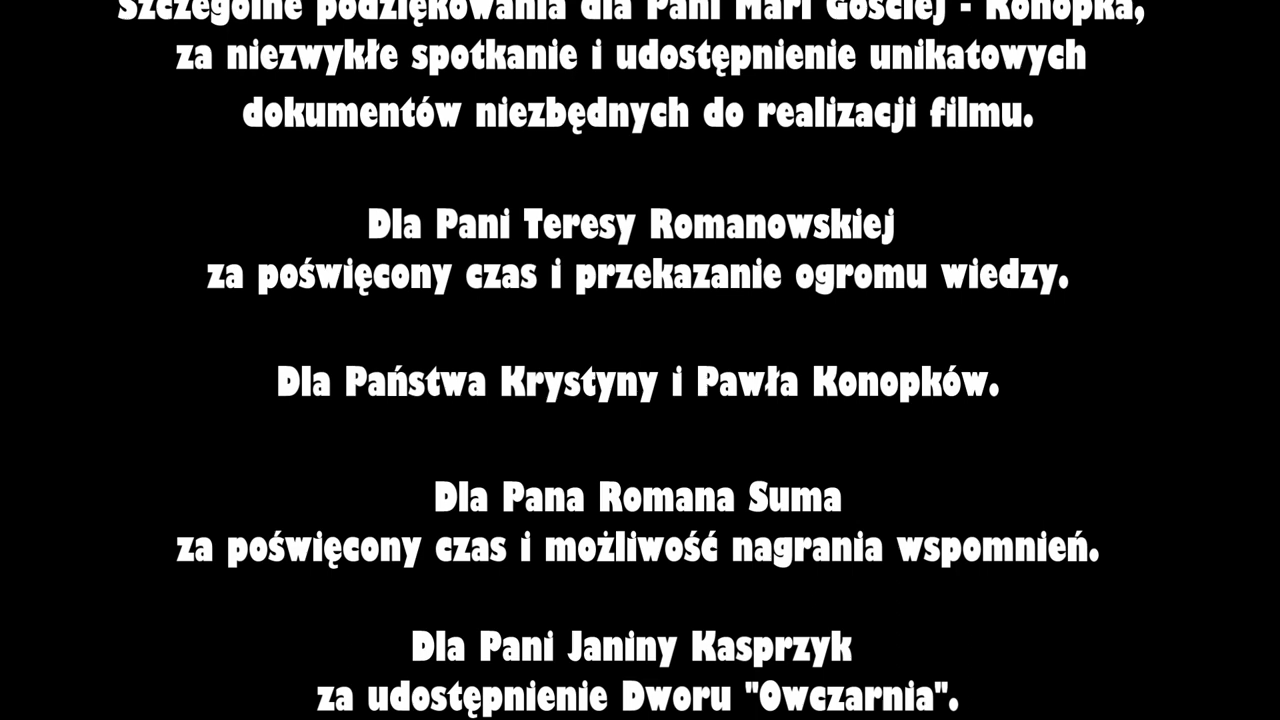 Szczególne podziękowania dla Pani Mari Gościej - Konopka,
za niezwykłe spotkanie i udostępnienie unikatowych
dokumentów niezbędnych do realizacji filmu.
Dla Pani Teresy Romanowskiej
za poświęcony czas i przekazanie ogromu wiedzy.
Dla Państwa Krystyny i Pawła Konopków.
Dla Pana Romana Suma
za poświęcony czas i możliwość nagrania wspomnień.
Dla Pani Janiny Kasprzyk
za udostępnienie Dworu "Owczarnia".